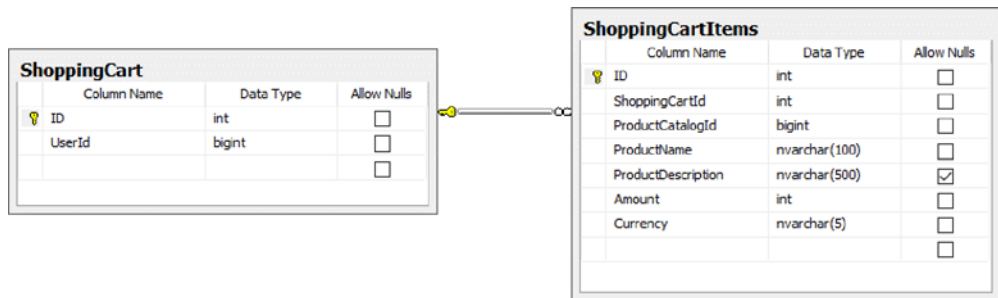 ShoppingCart
Column Name Data Type Allow Nulls
ID int
UserId bigint
ShoppingCartItems
Column Name Data Type Allow Nulls
ID int
ShoppingCartId int
ProductCatalogId bigint
ProductName nvarchar(100)
ProductDescription nvarchar(500)
Amount int
Currency nvarchar(5)